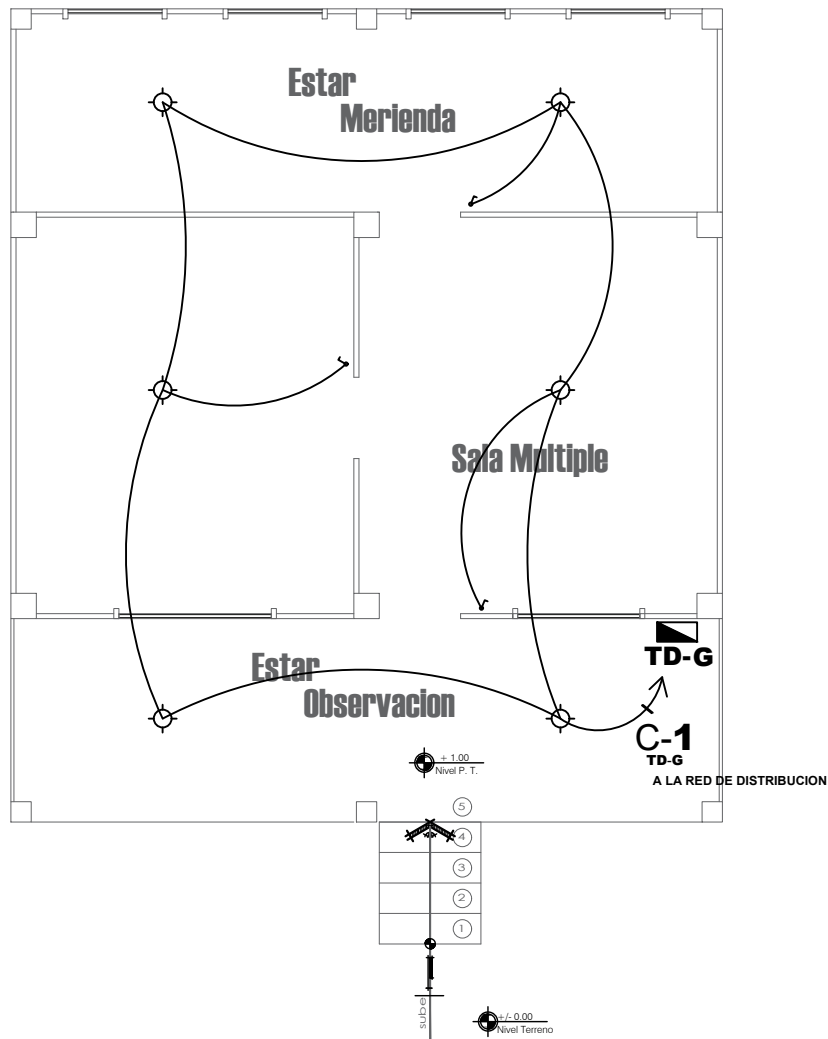 Estar
Merienda
Sala Multiple
TD-G
Estar
Observacion
C-1
TD-G
A LA RED DE DISTRIBUCION
+ 1.00
Nivel P. T.
5
4
3
2
1
sube
+/- 0.00
Nivel Terreno